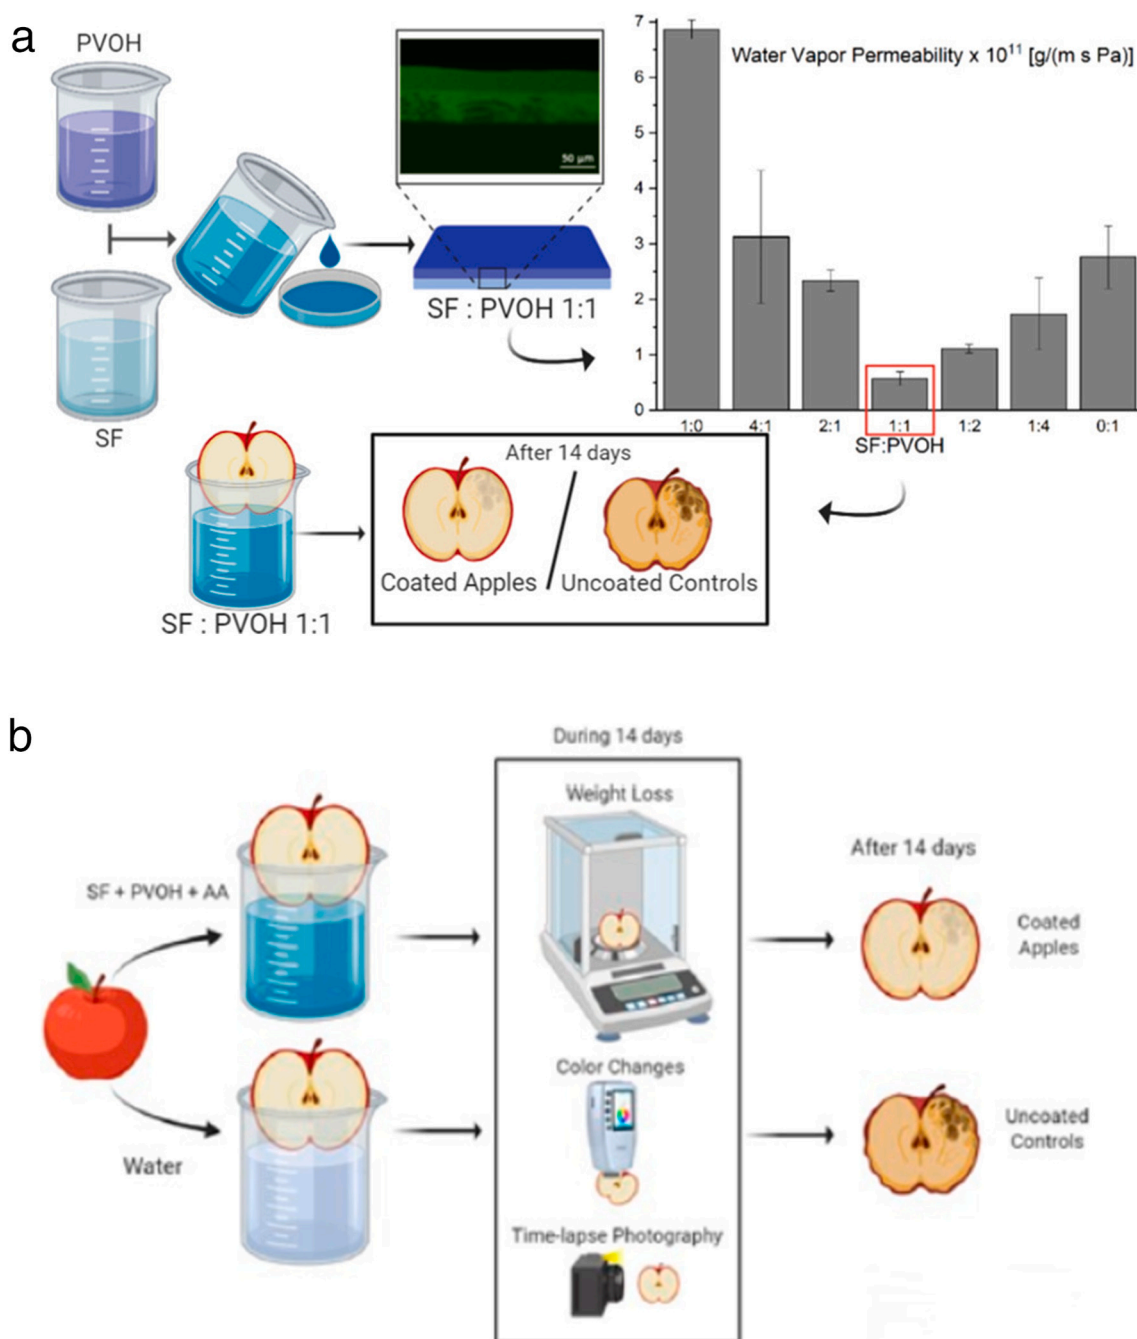 a
PVOH
SF
50 µm
SF : PVOH 1:1
Water Vapor Permeability x 10¹¹ [g/(m s Pa)]
7
6
5
4
3
2
1
0
1:0
4:1
2:1
1:1
1:2
1:4
0:1
SF:PVOH
SF : PVOH 1:1
After 14 days
Coated Apples
Uncoated Controls
b
SF + PVOH + AA
Water
During 14 days
Weight Loss
Color Changes
Time-lapse Photography
After 14 days
Coated
Apples
Uncoated
Controls